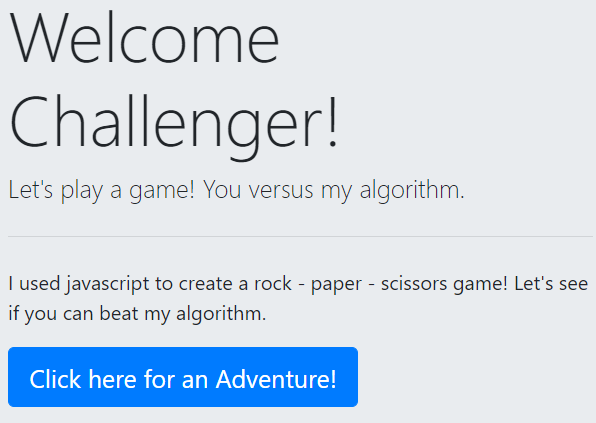 Welcome
Challenger!
Let's play a game! You versus my algorithm.
I used javascript to create a rock - paper - scissors game! Let's see
if you can beat my algorithm.
Click here for an Adventure!